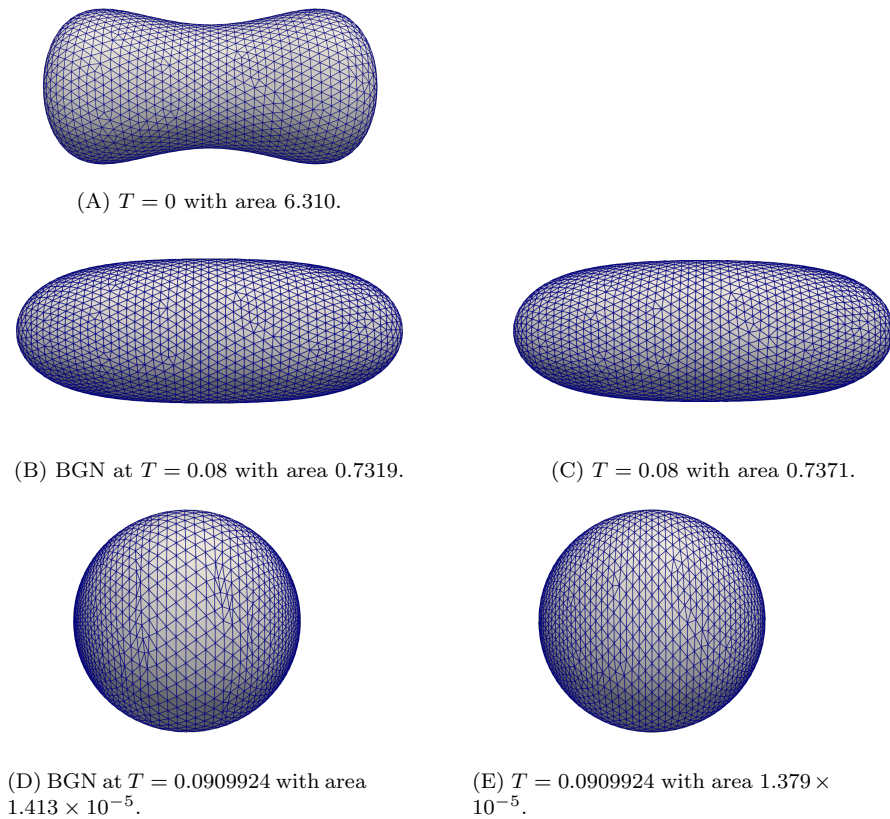 (A) T = 0 with area 6.310.
(B) BGN at T = 0.08 with area 0.7319.
(C) T = 0.08 with area 0.7371.
(D) BGN at T = 0.0909924 with area
1.413 × 10⁻⁵.
(E) T = 0.0909924 with area 1.379 ×
10⁻⁵.